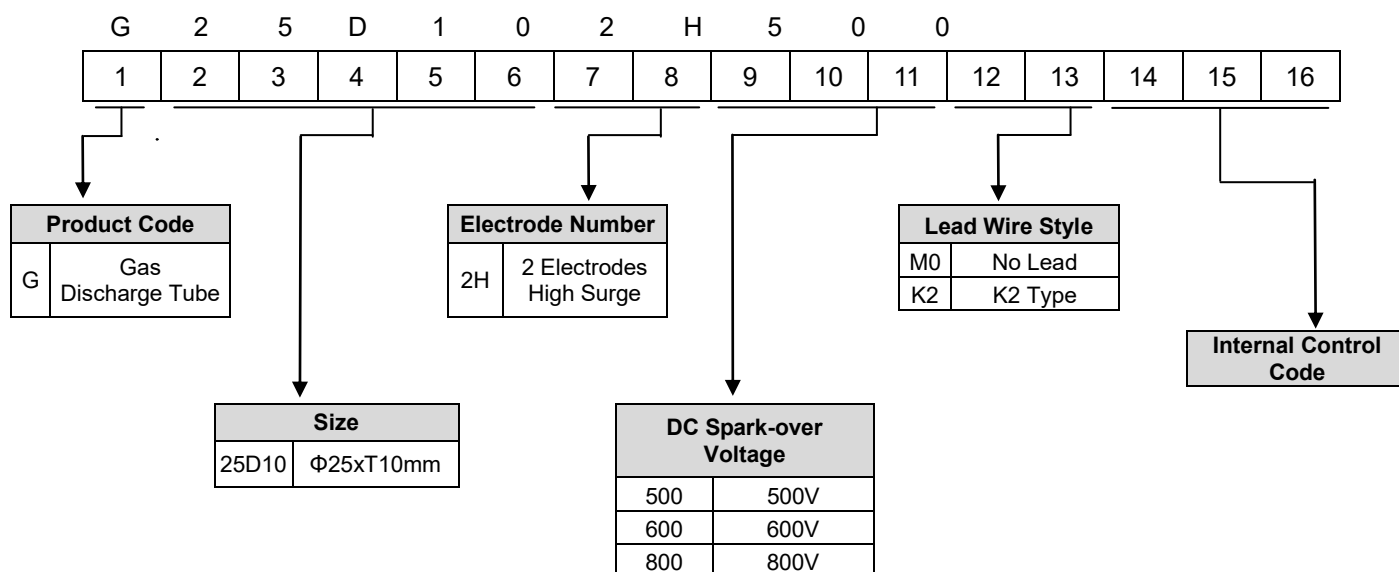 G 2 5 D 1 0 2 H 5 0 0
1 2 3 4 5 6 7 8 9 10 11 12 13 14 15 16
Product Code
G Gas
Discharge Tube
Electrode Number
2H 2 Electrodes
High Surge
Lead Wire Style
M0 No Lead
K2 K2 Type
Internal Control
Code
Size
25D10 Φ25xT10mm
DC Spark-over
Voltage
500 500V
600 600V
800 800V